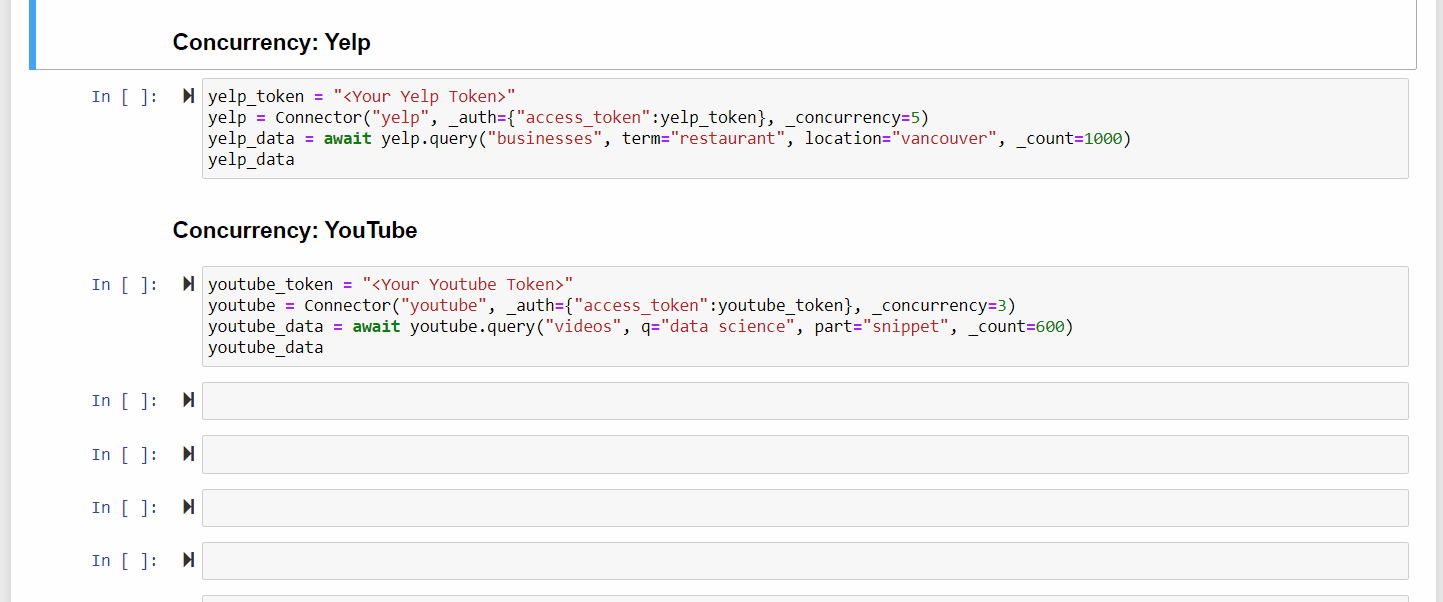 Concurrency: Yelp
In [ ]:
yelp_token = "<Your Yelp Token>"
yelp = Connector("yelp", _auth={"access_token":yelp_token}, _concurrency=5)
yelp_data = await yelp.query("businesses", term="restaurant", location="vancouver", _count=1000)
yelp_data
Concurrency: YouTube
In [ ]:
youtube_token = "<Your Youtube Token>"
youtube = Connector("youtube", _auth={"access_token":youtube_token}, _concurrency=3)
youtube_data = await youtube.query("videos", q="data science", part="snippet", _count=600)
youtube_data
In [ ]:
In [ ]:
In [ ]:
In [ ]: